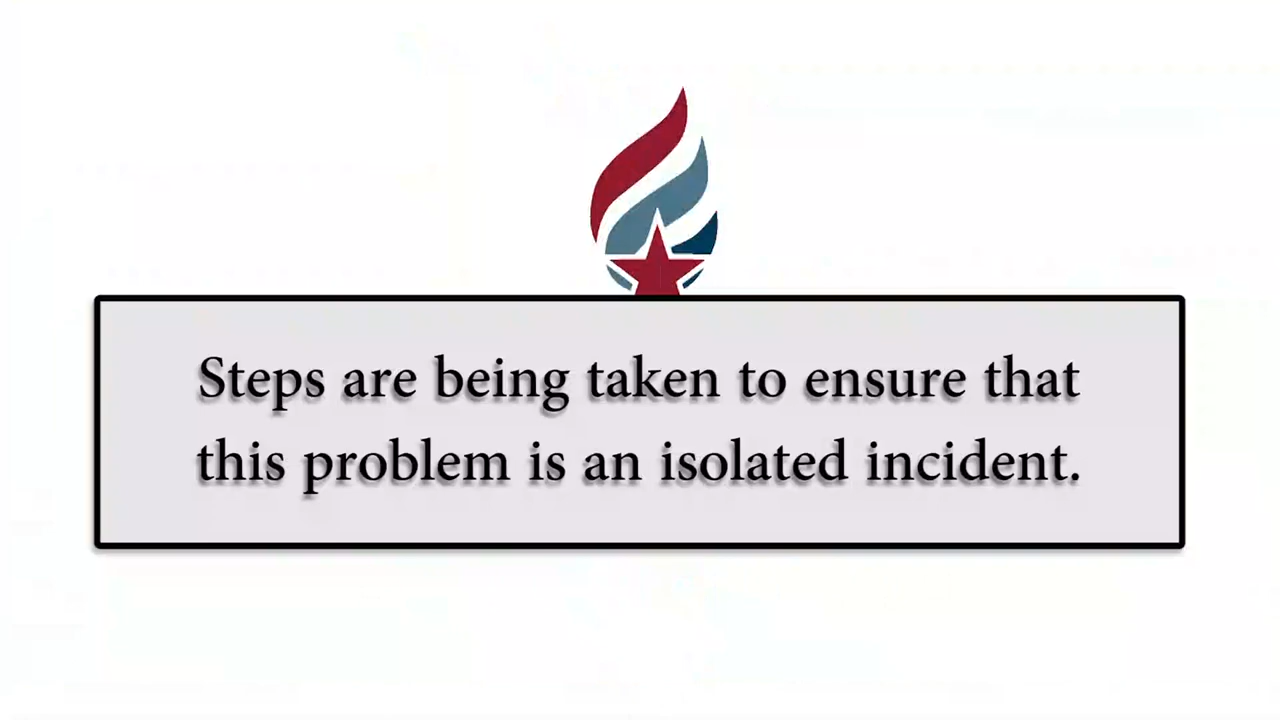 Steps are being taken to ensure that
this problem is an isolated incident.